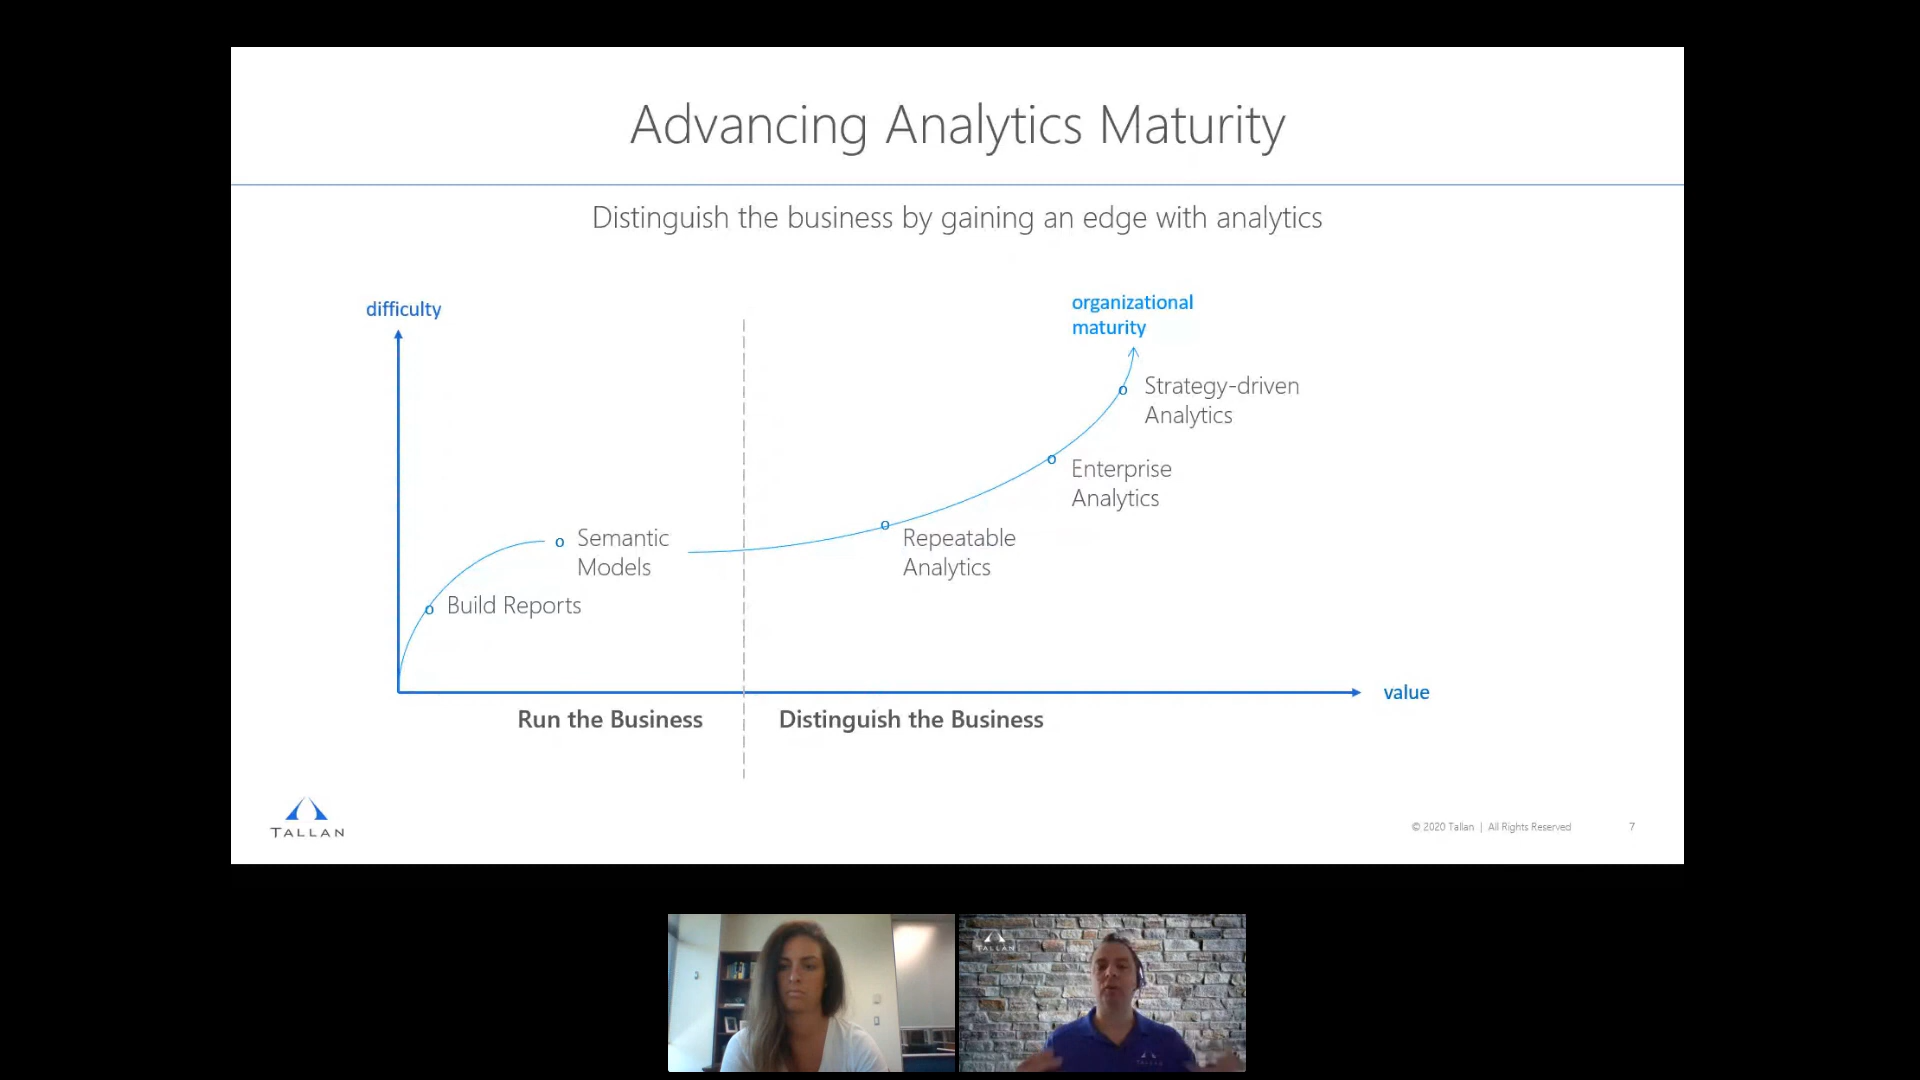 Advancing Analytics Maturity
Distinguish the business by gaining an edge with analytics
difficulty
organizational
maturity
Strategy-driven
Analytics
Enterprise
Analytics
Semantic
Models
Repeatable
Analytics
Build Reports
value
Run the Business
Distinguish the Business
TALLAN
© 2020 Tallan | All Rights Reserved
7
TALLAN
TALLAN